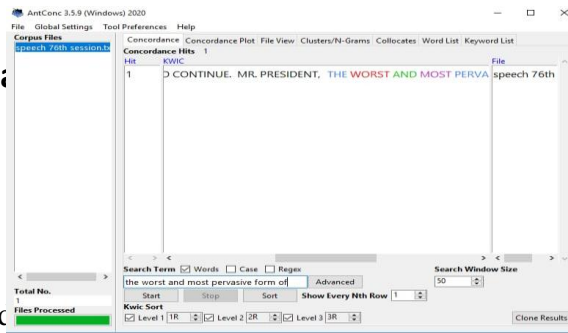 AntConc 3.5.9 (Windows) 2020
File Global Settings Tool Preferences Help
Corpus Files
speech 76th session.tx
Concordance Concordance Plot File View Clusters/N-Grams Collocates Word List Keyword List
Concordance Hits 1
Hit KWIC File
1 O CONTINUE, MR. PRESIDENT, THE WORST AND MOST PERVA speech 76th
Search Term Words Case Regex Search Window Size
the worst and most pervasive form of Advanced 50
Total No.
1
Files Processed
Start Stop Sort Show Every Nth Row 1
Kwic Sort
Level 1 1R Level 2 2R Level 3 3R Clone Results